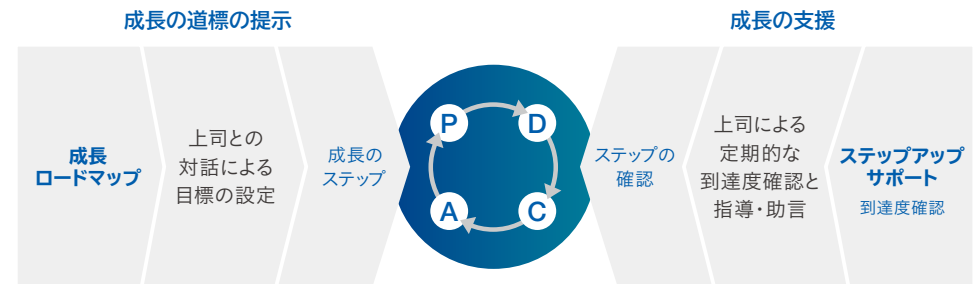 成長の道標の提示
成長の支援
成長
ロードマップ
上司との
対話による
目標の設定
成長の
ステップ
P
D
A
C
ステップの
確認
上司による
定期的な
到達度確認と
指導・助言
ステップアップ
サポート
到達度確認